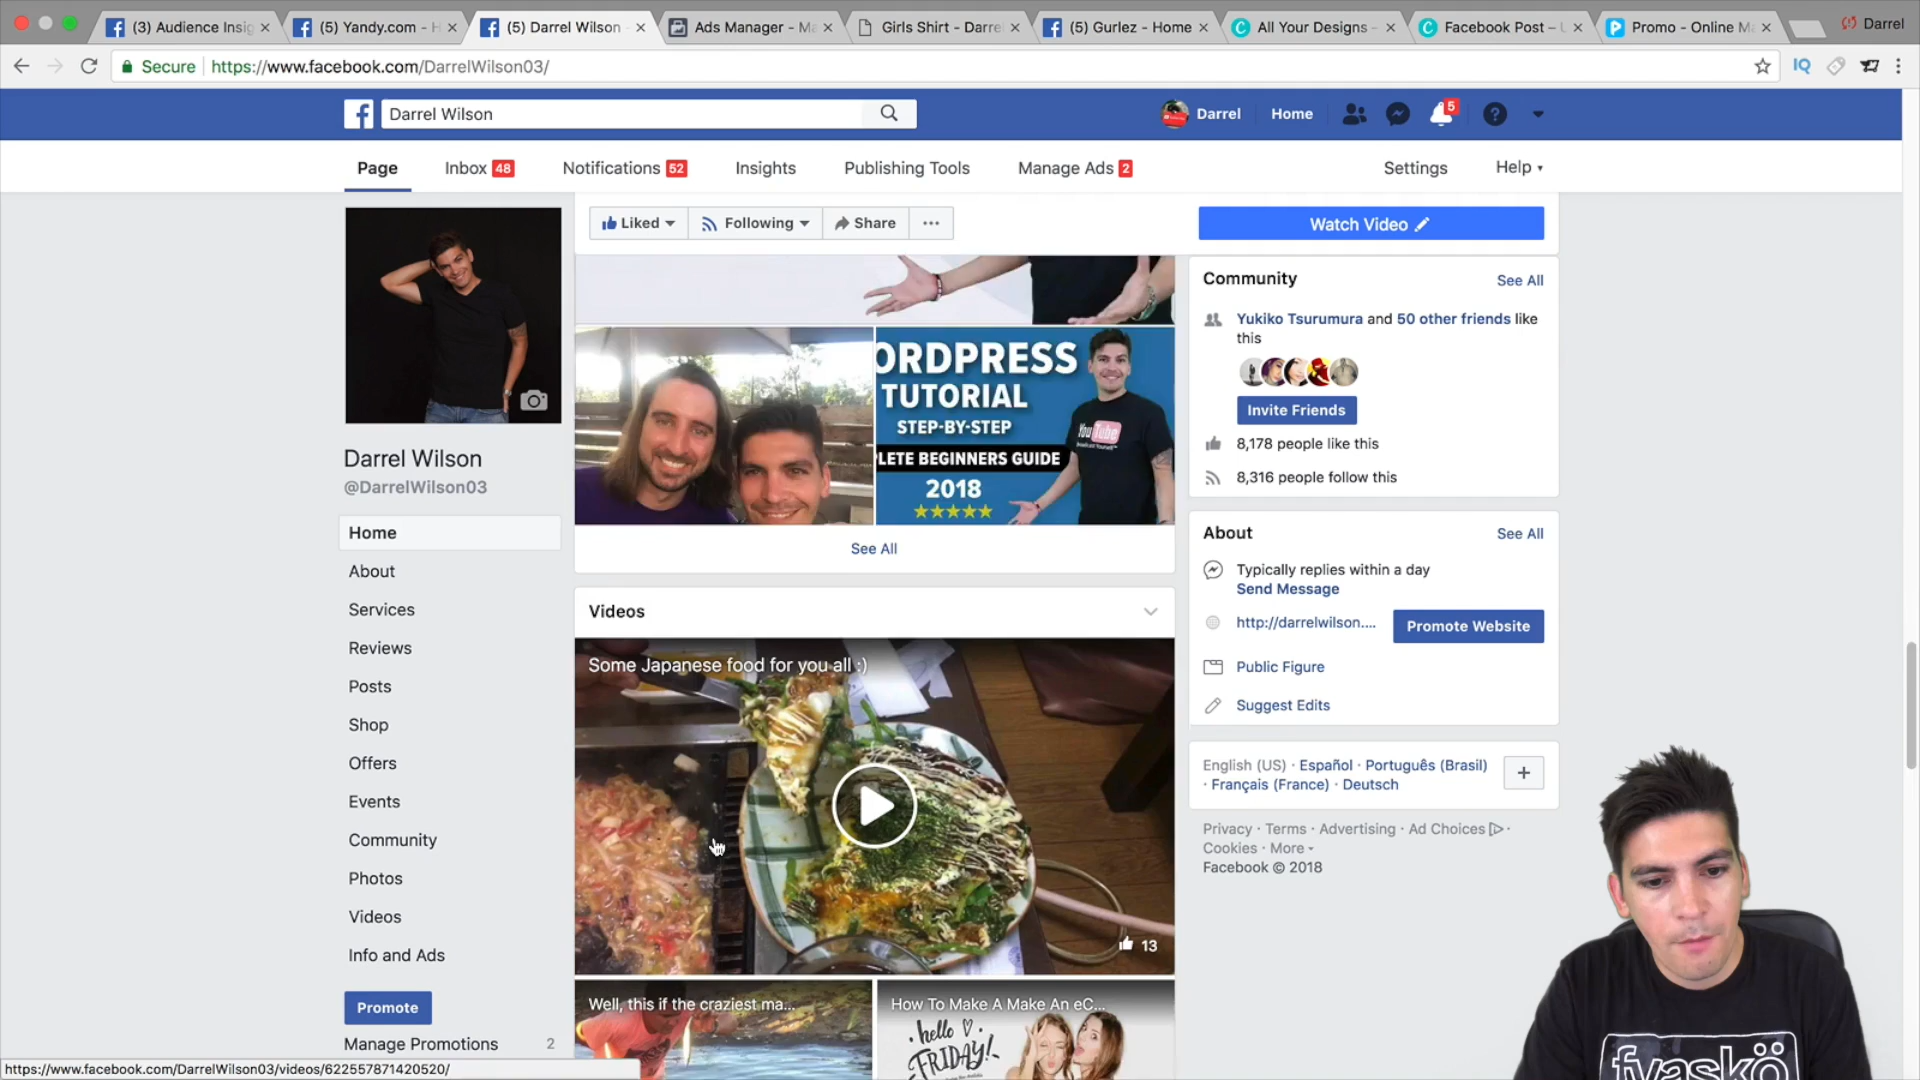 (3) Audience Insig
(5) Yandy.com - H
(5) Darrel Wilson -
Ads Manager - Ma
Girls Shirt - Darre
(5) Gurlez - Home
All Your Designs –
Facebook Post – U
Promo - Online Ma
Darrel
Secure
https://www.facebook.com/DarrelWilson03/
IQ
Darrel Wilson
Darrel
Home
5
Page
Inbox 48
Notifications 52
Insights
Publishing Tools
Manage Ads 2
Settings
Help
Liked
Following
Share
Watch Video
Darrel Wilson
@DarrelWilson03
Home
About
Services
Reviews
Posts
Shop
Offers
Events
Community
Photos
Videos
Info and Ads
Promote
Manage Promotions 2
ORDPRESS
TUTORIAL
STEP-BY-STEP
PLETE BEGINNERS GUIDE
2018
YouTube
See All
Videos
Some Japanese food for you all :)
13
Well, this if the craziest ma...
How To Make A Make An eC...
hello
FRIDAY!
Community
See All
Yukiko Tsurumura and 50 other friends like
this
Invite Friends
8,178 people like this
8,316 people follow this
About
See All
Typically replies within a day
Send Message
http://darrelwilson....
Promote Website
Public Figure
Suggest Edits
English (US) · Español · Português (Brasil)
· Français (France) · Deutsch
Privacy · Terms · Advertising · Ad Choices ·
Cookies · More
Facebook © 2018
fyaskö
https://www.facebook.com/DarrelWilson03/videos/622557871420520/